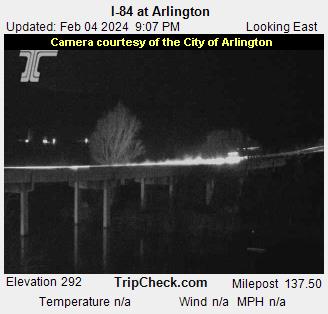 I-84 at Arlington
Updated: Feb 04 2024 9:07 PM Looking East
Camera courtesy of the City of Arlington
Elevation 292 TripCheck.com Milepost 137.50
Temperature n/a Wind n/a MPH n/a